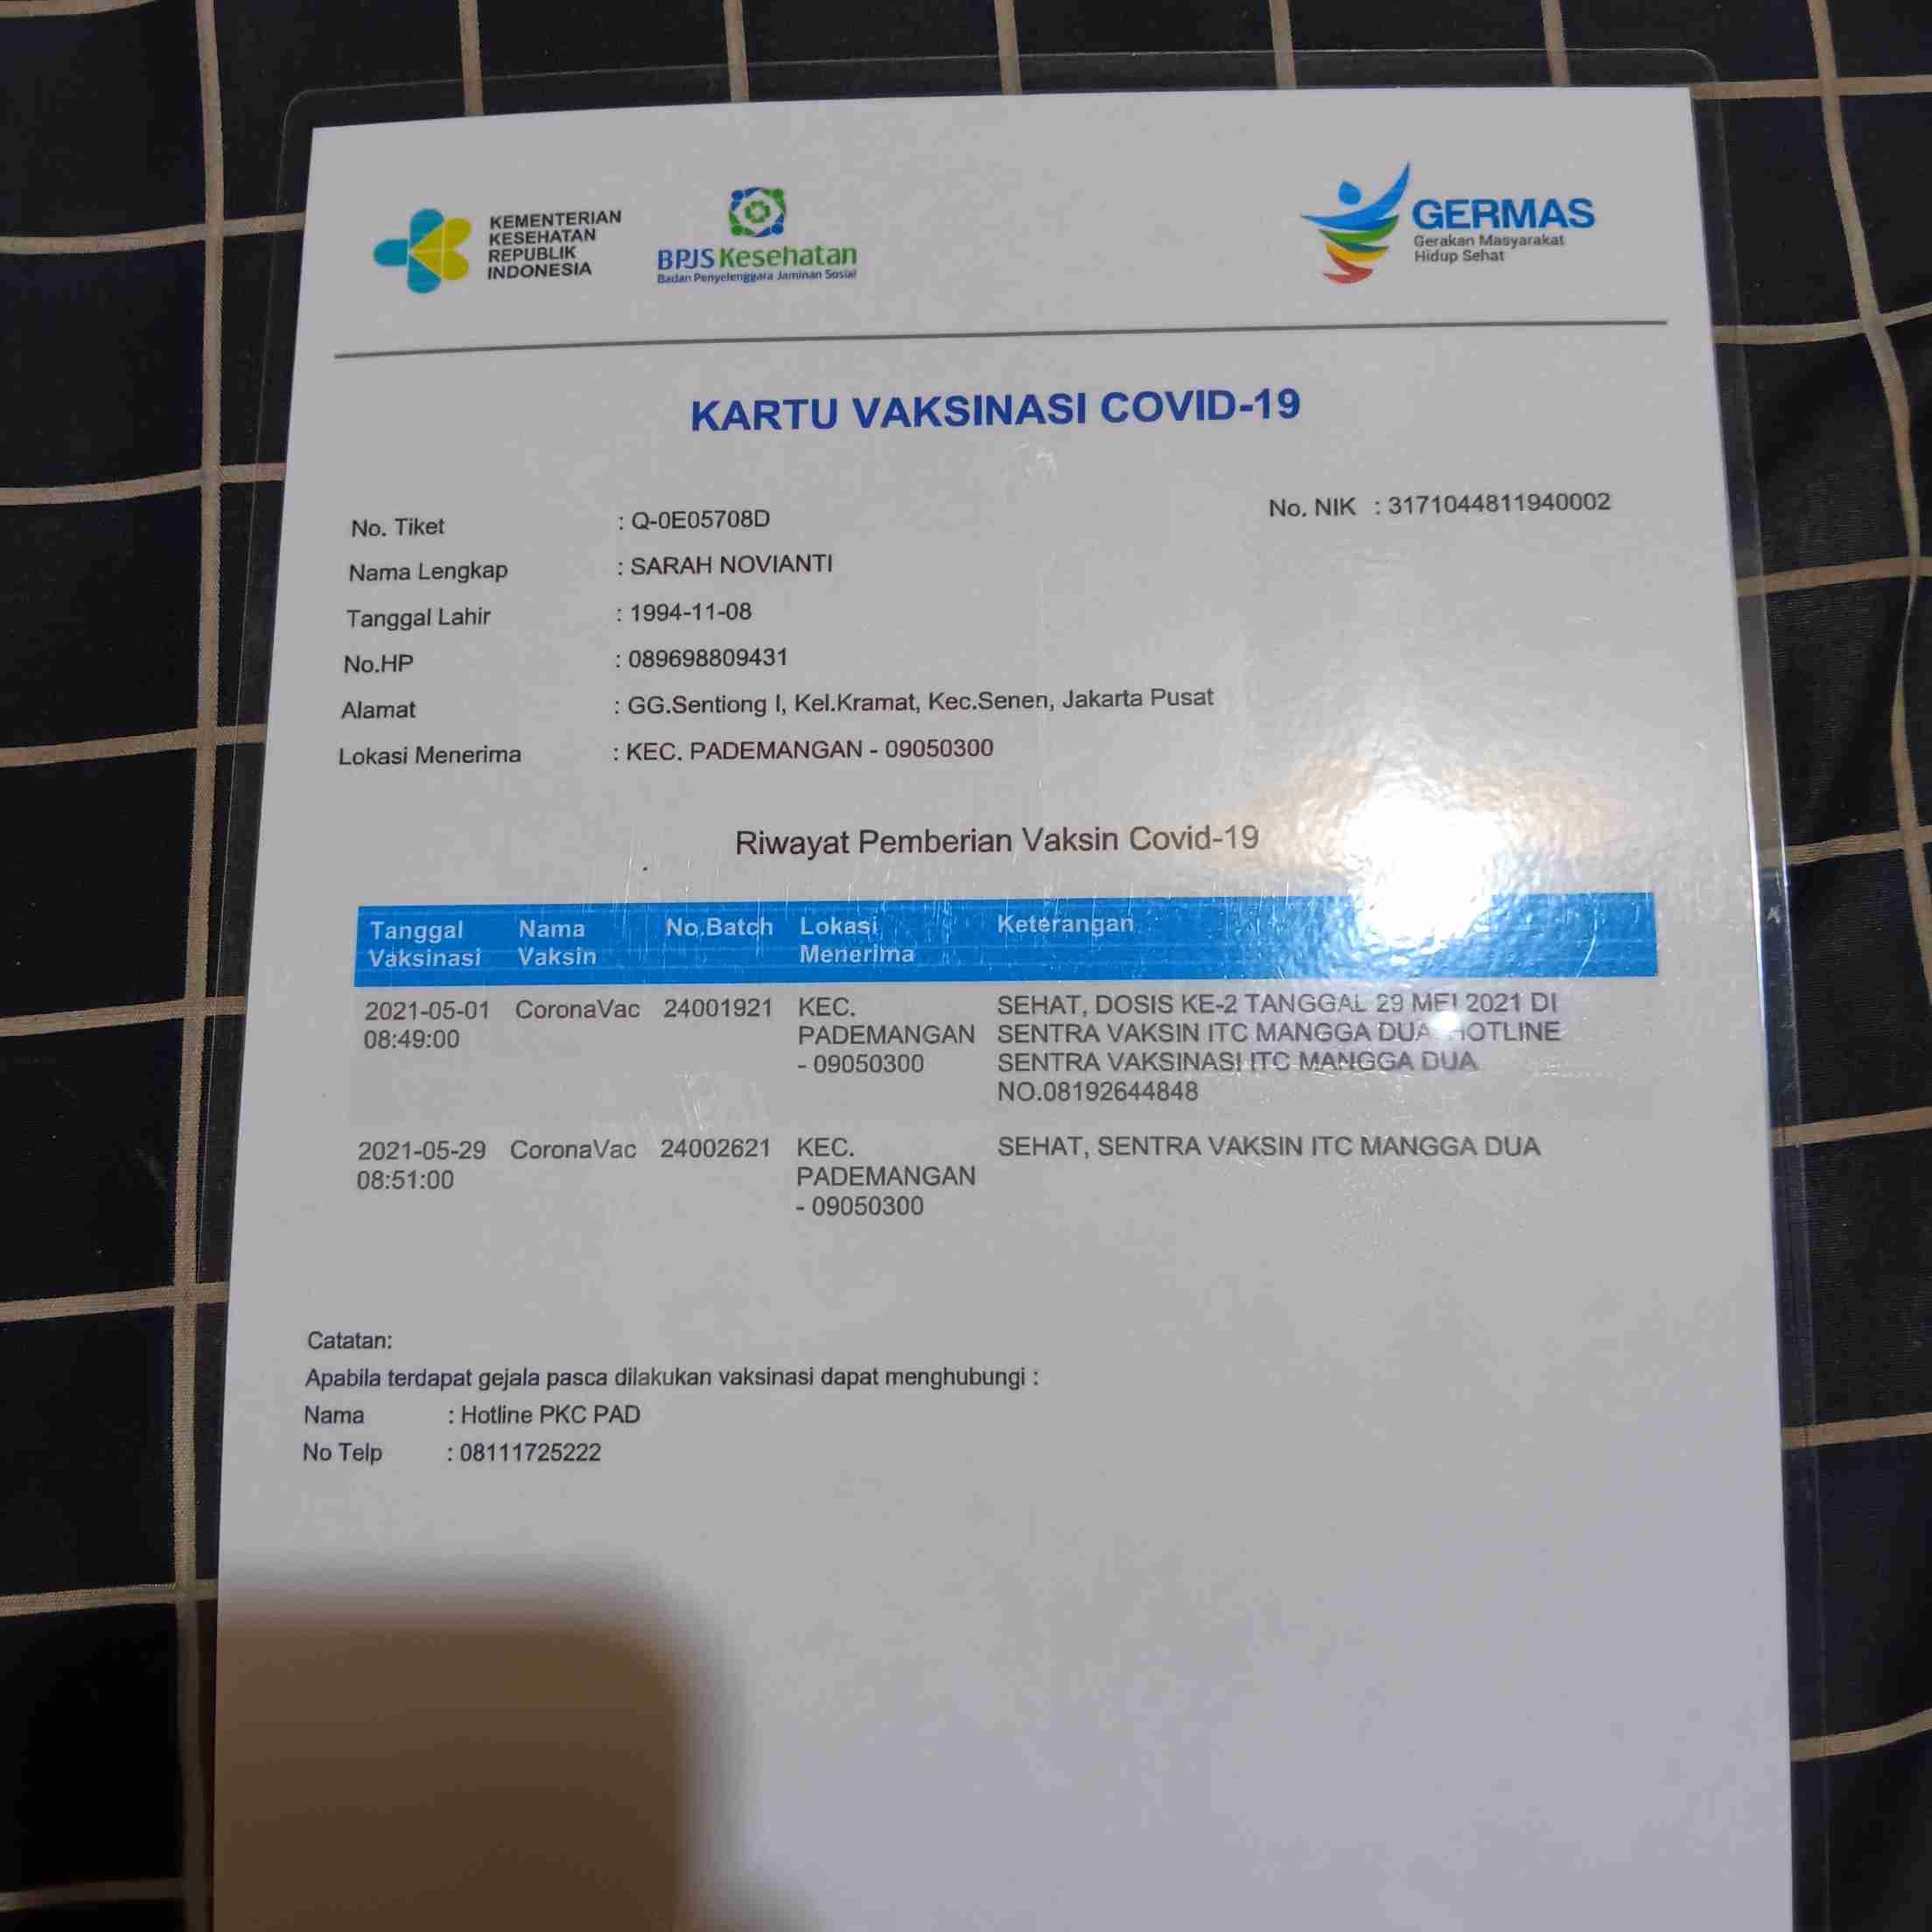 KEMENTERIAN
KESEHATAN
REPUBLIK
INDONESIA
BPJS Kesehatan
Badan Penyelenggara Jaminan Sosial
GERMAS
Gerakan Masyarakat
Hidup Sehat
KARTU VAKSINASI COVID-19
No. Tiket : Q-0E05708D No. NIK : 3171044811940002
Nama Lengkap : SARAH NOVIANTI
Tanggal Lahir : 1994-11-08
No.HP : 089698809431
Alamat : GG.Sentiong I, Kel.Kramat, Kec.Senen, Jakarta Pusat
Lokasi Menerima : KEC. PADEMANGAN - 09050300
Riwayat Pemberian Vaksin Covid-19
Tanggal Nama No.Batch Lokasi Keterangan
Vaksinasi Vaksin Menerima
2021-05-01 CoronaVac 24001921 KEC. SEHAT, DOSIS KE-2 TANGGAL 29 MEI 2021 DI
08:49:00 PADEMANGAN SENTRA VAKSIN ITC MANGGA DUA HOTLINE
- 09050300 SENTRA VAKSINASI ITC MANGGA DUA
NO.08192644848
2021-05-29 CoronaVac 24002621 KEC. SEHAT, SENTRA VAKSIN ITC MANGGA DUA
08:51:00 PADEMANGAN
- 09050300
Catatan:
Apabila terdapat gejala pasca dilakukan vaksinasi dapat menghubungi :
Nama : Hotline PKC PAD
No Telp : 08111725222